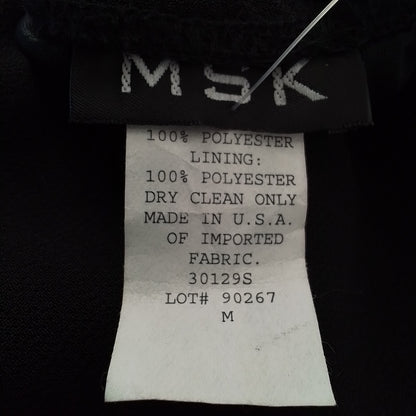 MSK
100% POLYESTER
LINING:
100% POLYESTER
DRY CLEAN ONLY
MADE IN U.S.A.
OF IMPORTED
FABRIC.
30129S
LOT# 90267
M